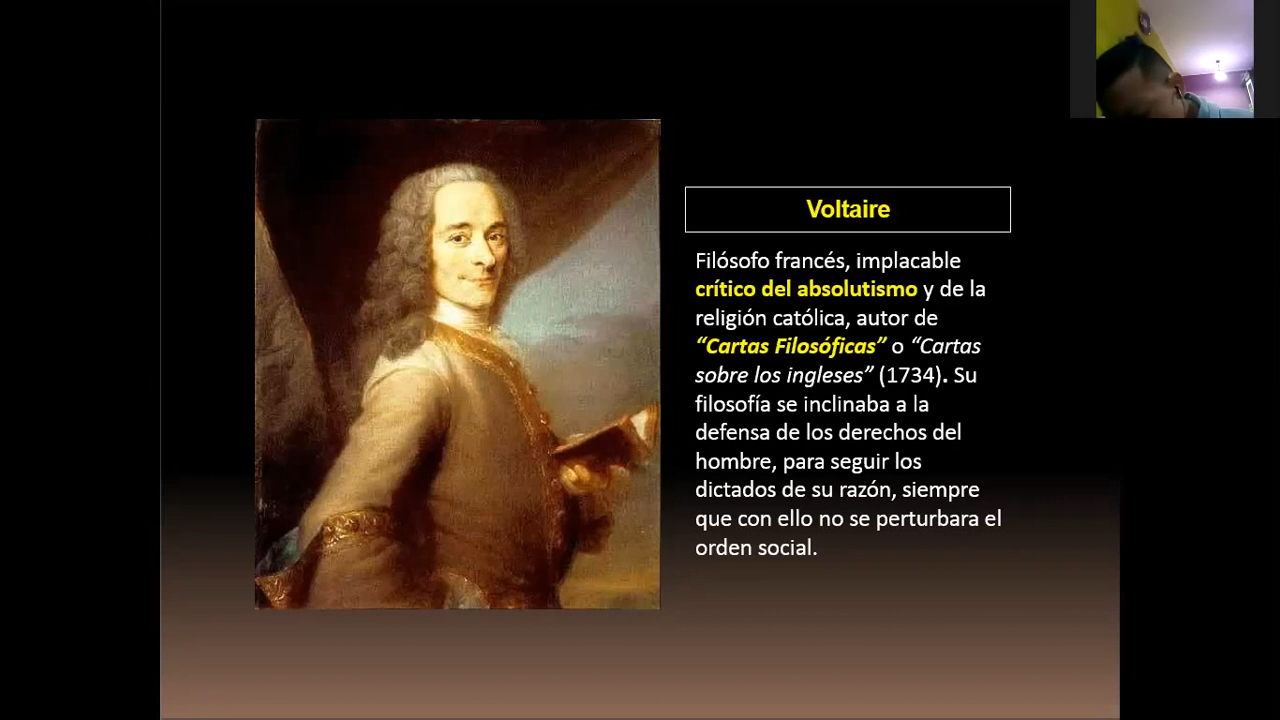 Voltaire
Filósofo francés, implacable
crítico del absolutismo y de la
religión católica, autor de
“Cartas Filosóficas” o “Cartas
sobre los ingleses” (1734). Su
filosofía se inclinaba a la
defensa de los derechos del
hombre, para seguir los
dictados de su razón, siempre
que con ello no se perturbara el
orden social.